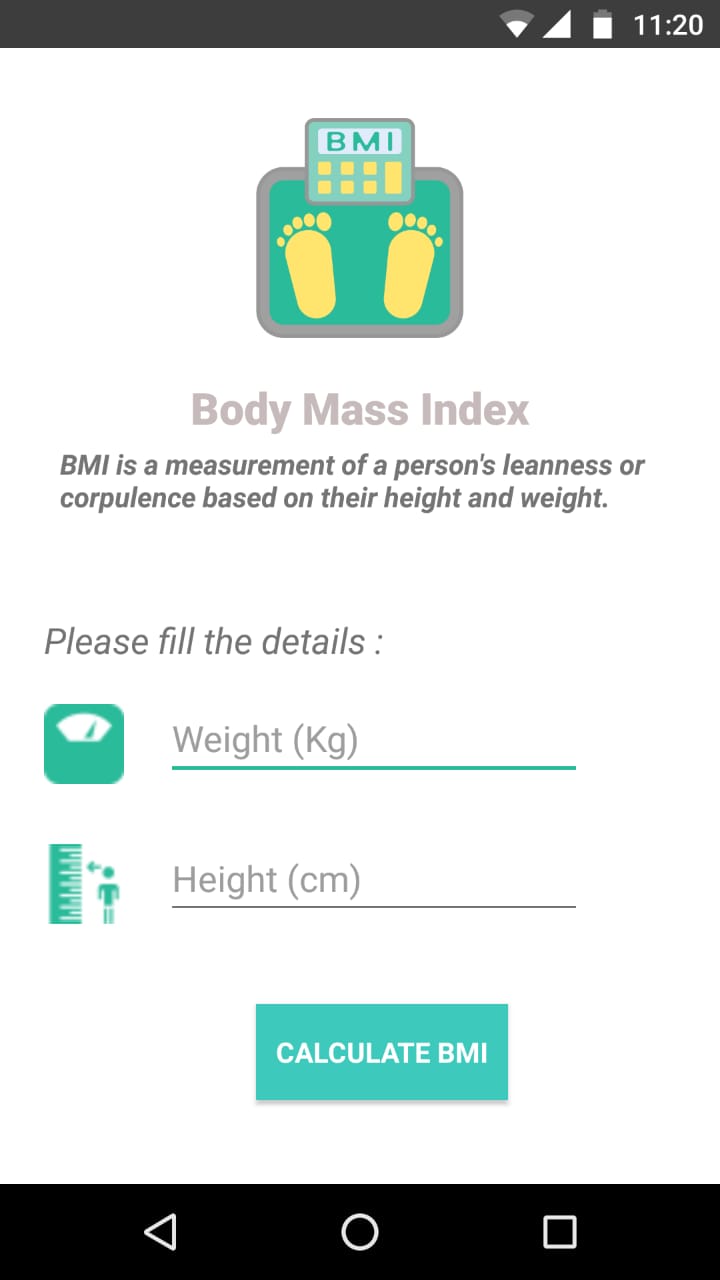 11:20
BMI
Body Mass Index
BMI is a measurement of a person's leanness or
corpulence based on their height and weight.
Please fill the details :
Weight (Kg)
Height (cm)
CALCULATE BMI